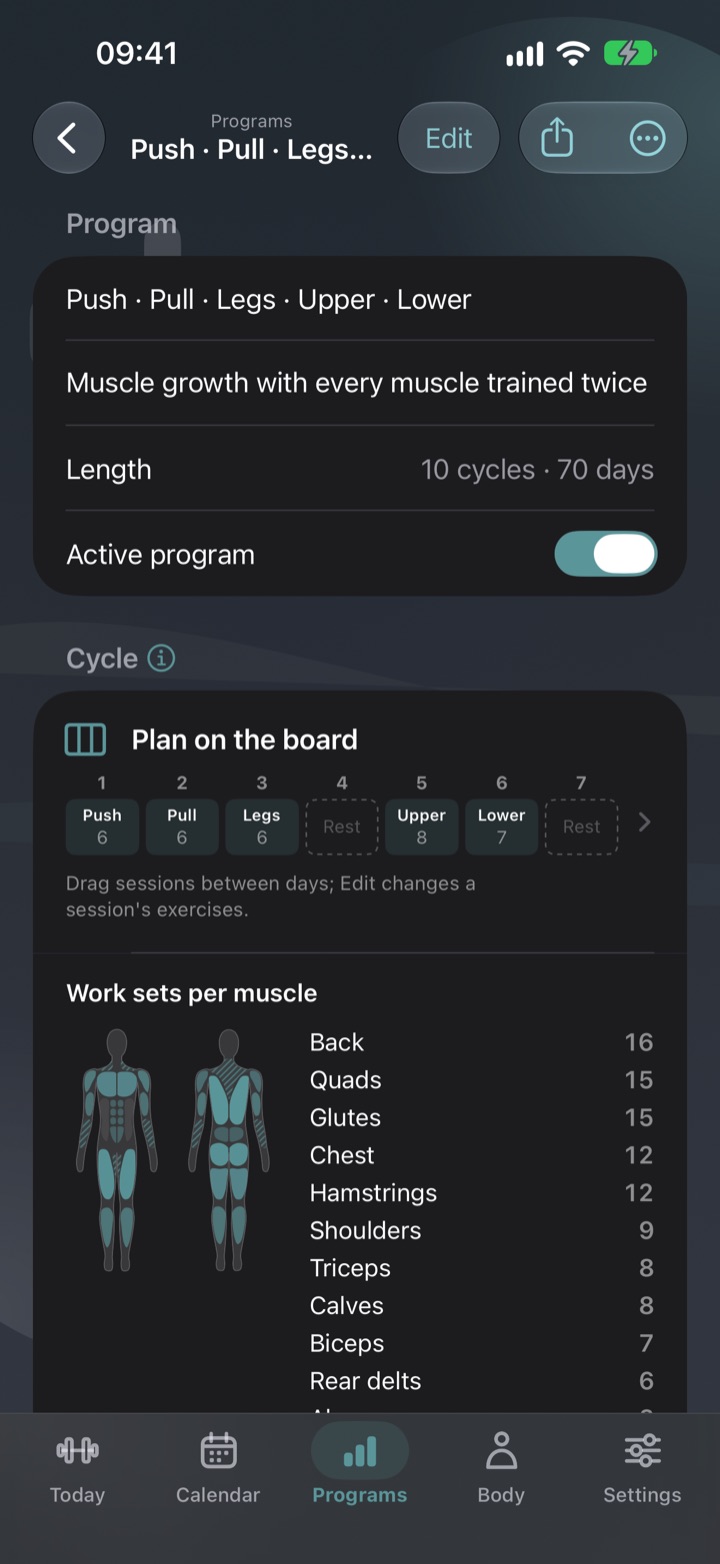 09:41
Programs
Push · Pull · Legs...
Edit
Program
Push · Pull · Legs · Upper · Lower
Muscle growth with every muscle trained twice
Length
10 cycles · 70 days
Active program
Cycle
Plan on the board
1 2 3 4 5 6 7
Push Pull Legs Rest Upper Lower Rest
6 6 6 8 7
Drag sessions between days; Edit changes a
session's exercises.
Work sets per muscle
Back 16
Quads 15
Glutes 15
Chest 12
Hamstrings 12
Shoulders 9
Triceps 8
Calves 8
Biceps 7
Rear delts 6
Today Calendar Programs Body Settings